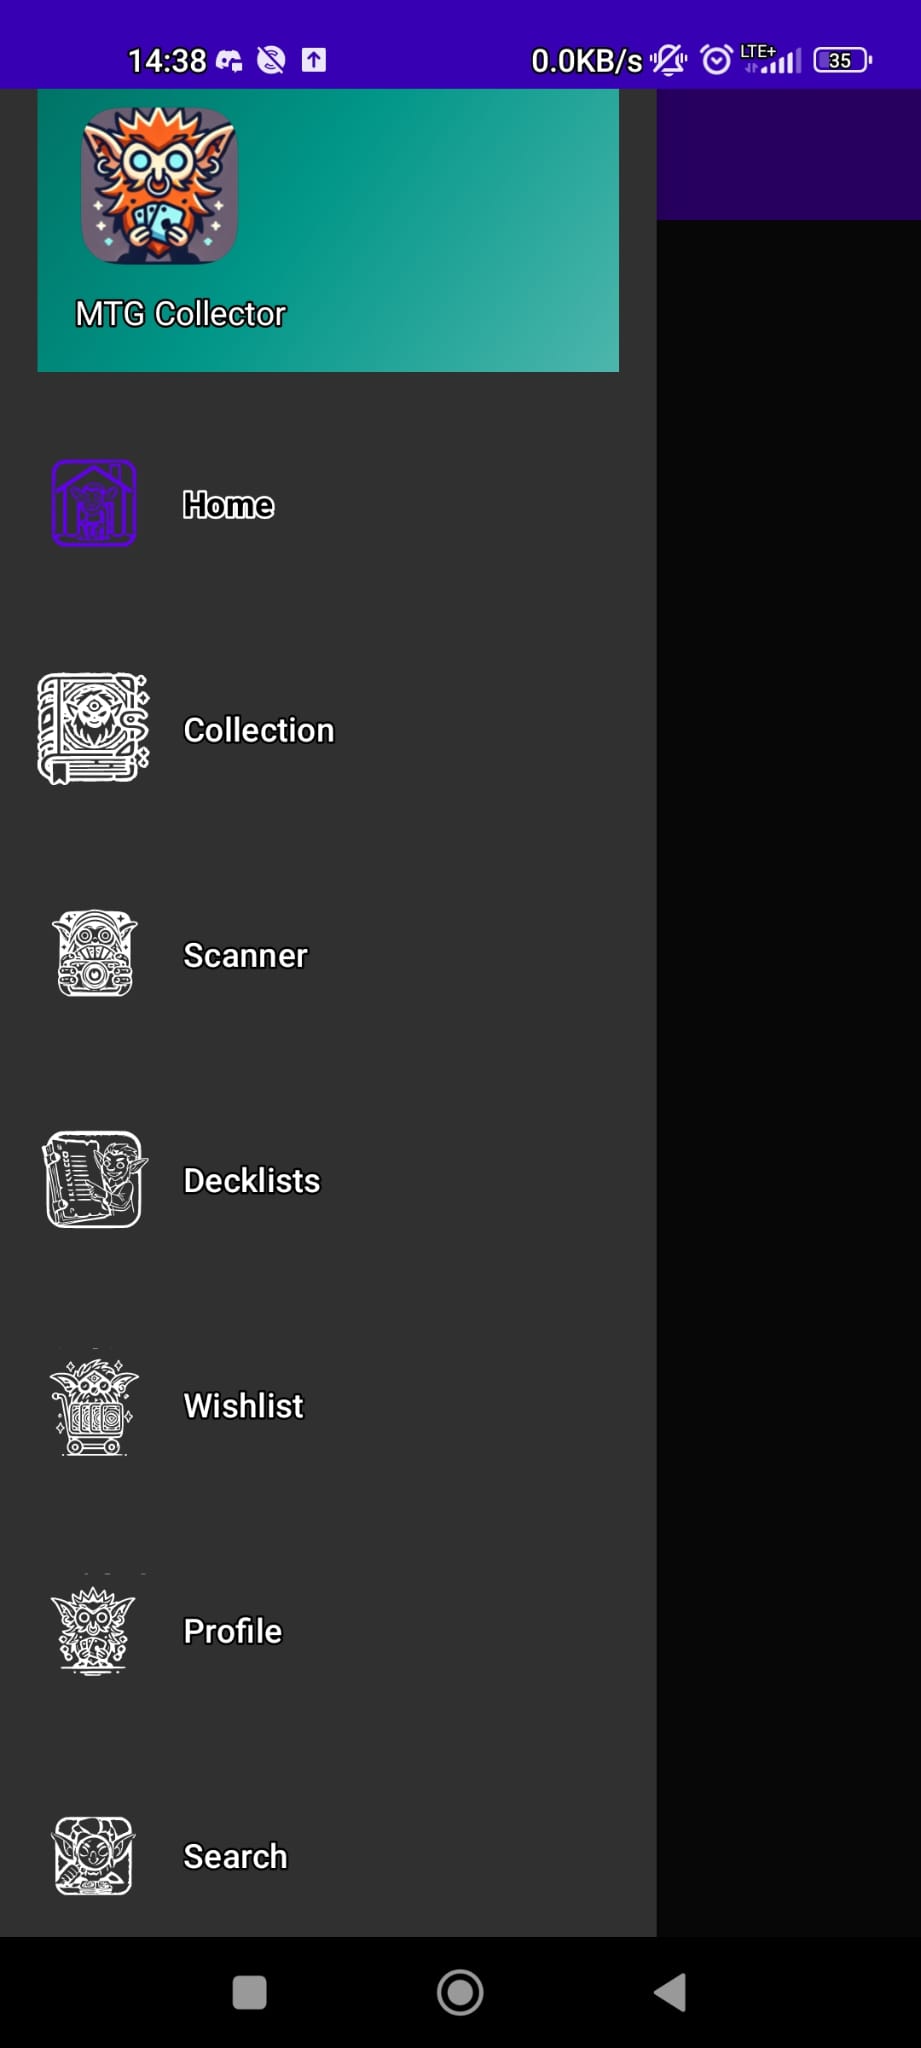 14:38 0.0KB/s LTE+ 35
MTG Collector
Home
Collection
Scanner
Decklists
Wishlist
Profile
Search